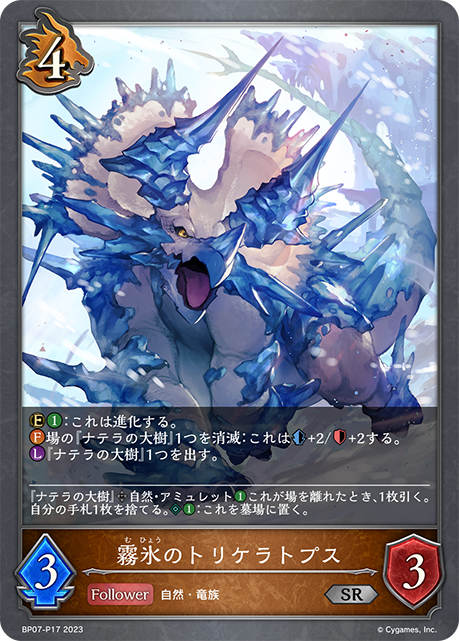 4
E 1：これは進化する。
F 場の『ナテラの大樹』1つを消滅：これは+2/+2する。
L 『ナテラの大樹』1つを出す。
『ナテラの大樹』自然・アミュレット1これが場を離れたとき、1枚引く。
自分の手札1枚を捨てる。1：これを墓場に置く。
む ひょう
霧氷のトリケラトプス
3
Follower 自然・竜族
SR
3
BP07-P17 2023
© Cygames, Inc.